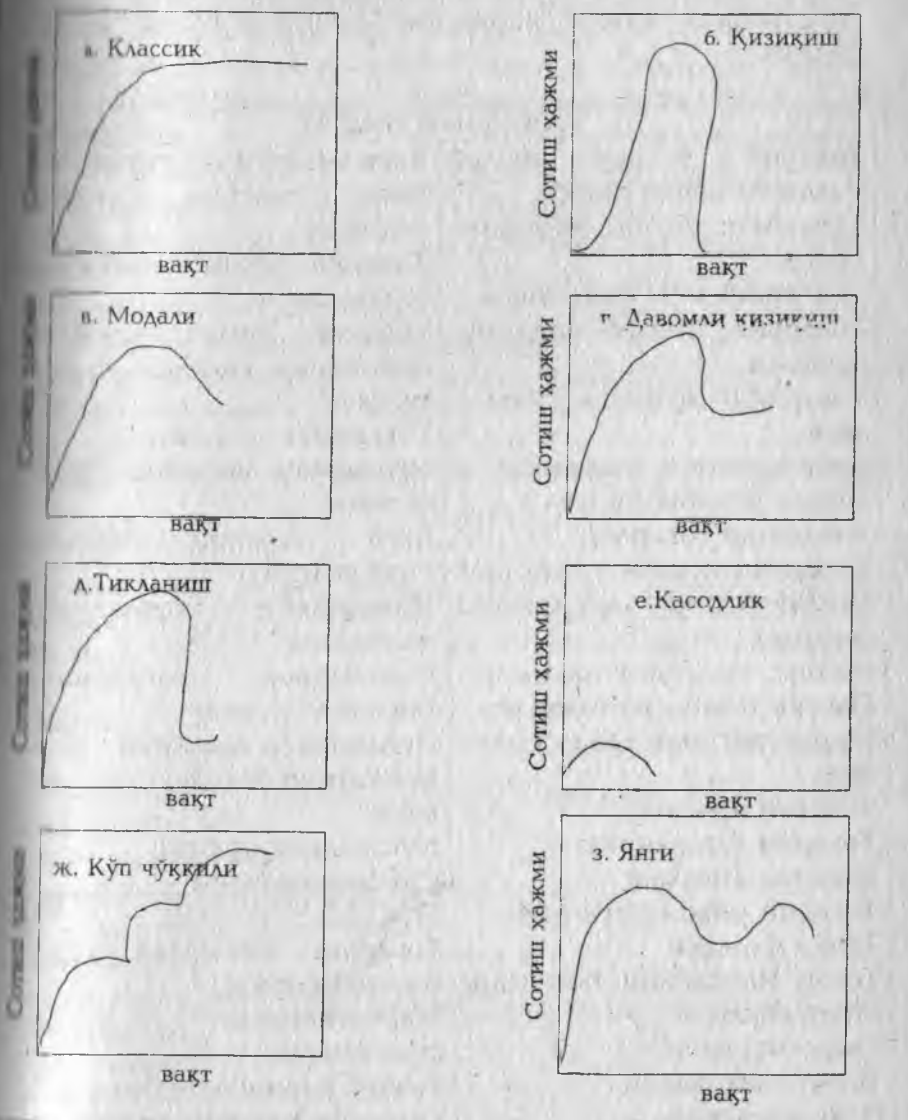 а. Классик
вақт
б. Қизиқиш
Сотиш ҳажми
вақт
в. Модали
вақт
г. Давомли қизиқиш
Сотиш ҳажми
вақт
д.Тикланиш
вақт
е.Касодлик
Сотиш ҳажми
вақт
ж. Кўп чўққили
вақт
з. Янги
Сотиш ҳажми
вақт